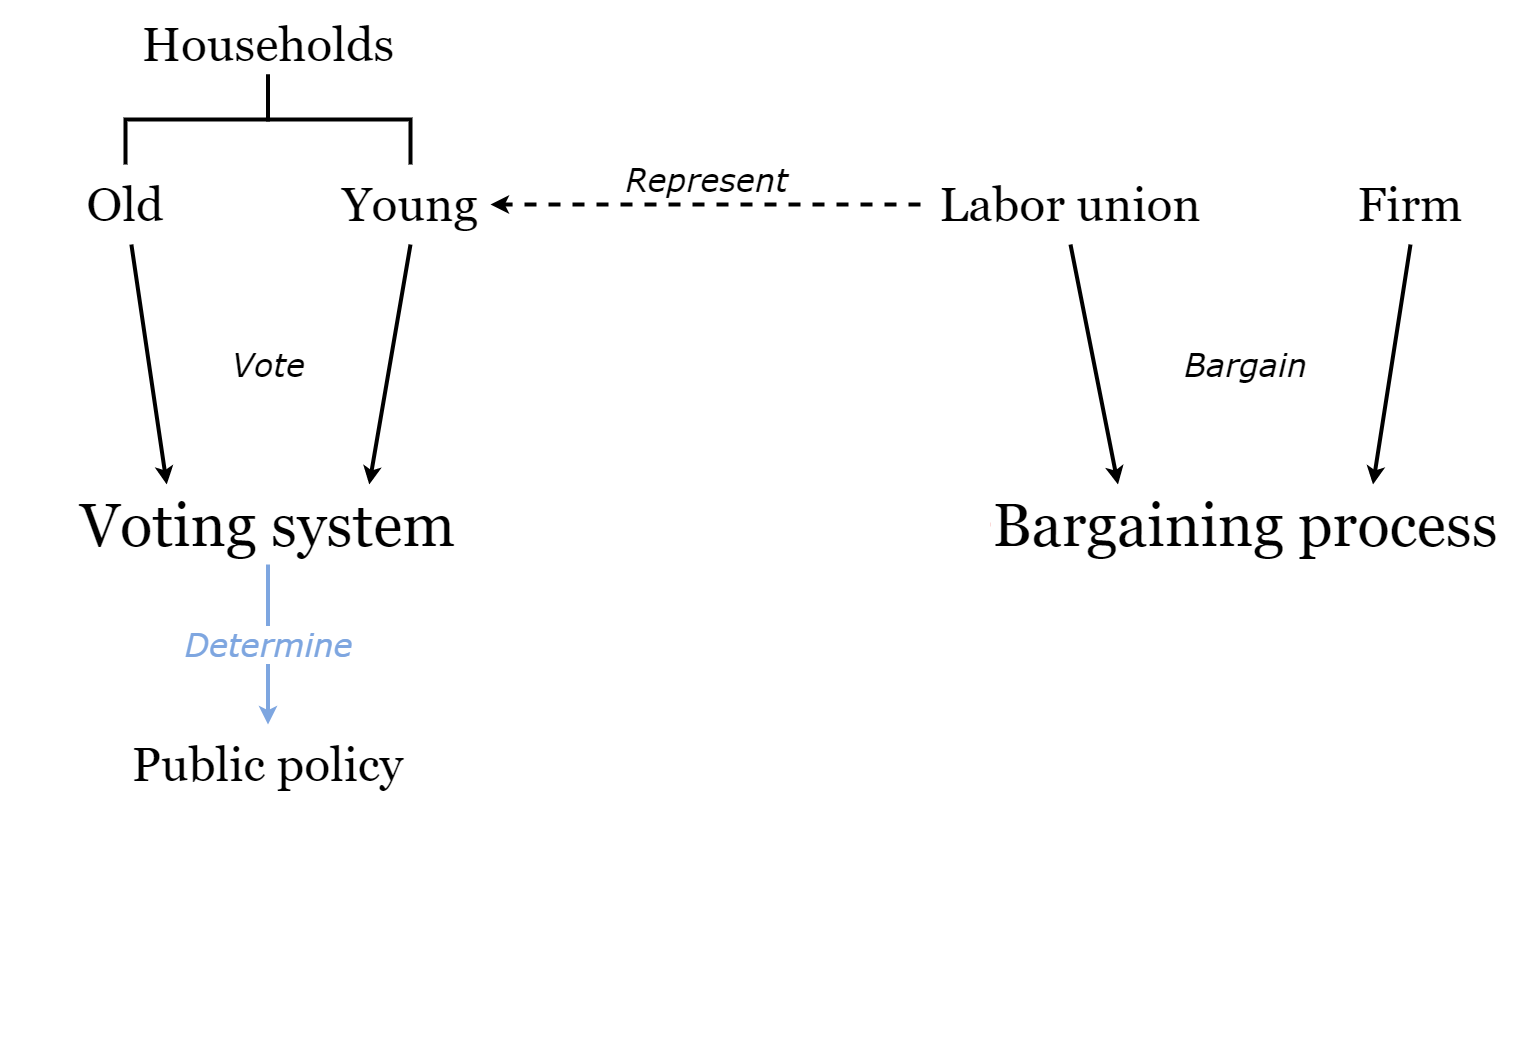 Households
Old
Young
Represent
Labor union
Firm
Vote
Bargain
Voting system
Bargaining process
Determine
Public policy